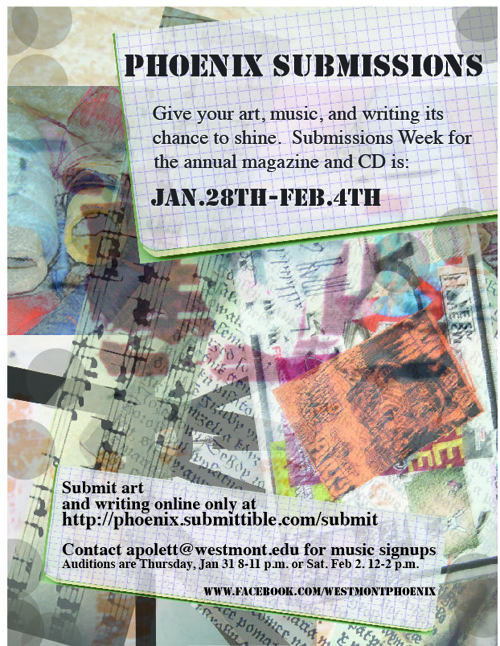 PHOENIX SUBMISSIONS
Give your art, music, and writing its
chance to shine. Submissions Week for
the annual magazine and CD is:
JAN.28TH-FEB.4TH
Submit art
and writing online only at
http://phoenix.submittible.com/submit
Contact apolett@westmont.edu for music signups
Auditions are Thursday, Jan 31 8-11 p.m. or Sat. Feb 2. 12-2 p.m.
WWW.FACEBOOK.COM/WESTMONTPHOENIX